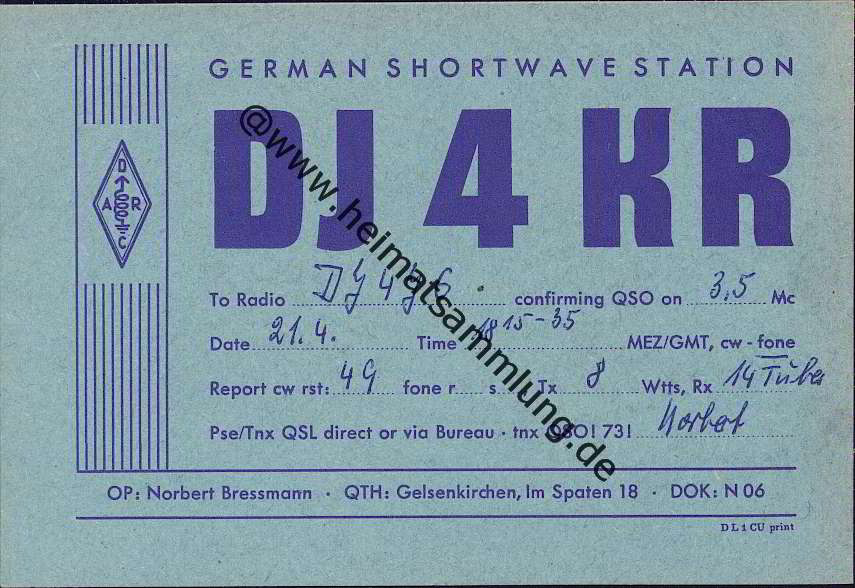 GERMAN SHORTWAVE STATION
DJ 4 KR
D
A R
C
To Radio confirming QSO on 3,5 Mc
Date 21.4. Time 1815-35 MEZ/GMT, cw - fone
Report cw rst: 49 fone r s Tx 8 Wtts, Rx 14 Tubes
Pse/Tnx QSL direct or via Bureau · tnx QSO! 73! Norbert
OP: Norbert Bressmann · QTH: Gelsenkirchen, Im Spaten 18 · DOK: N 06
DL1CU print
@www.heimatsammlung.de